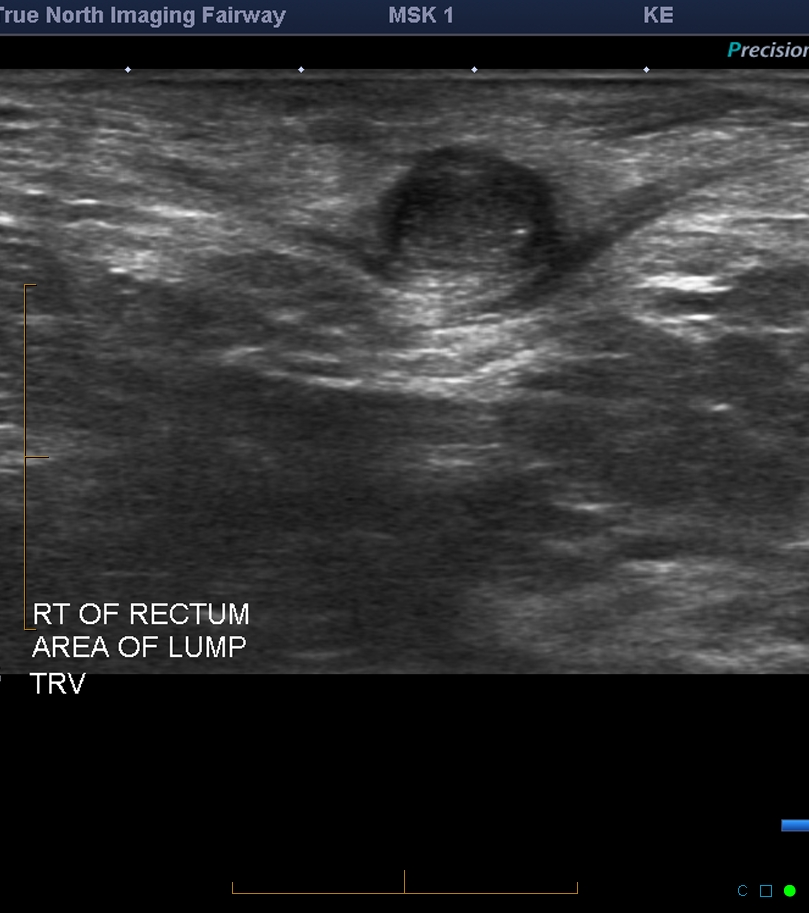 True North Imaging Fairway MSK 1 KE
Precision
RT OF RECTUM
AREA OF LUMP
TRV
C